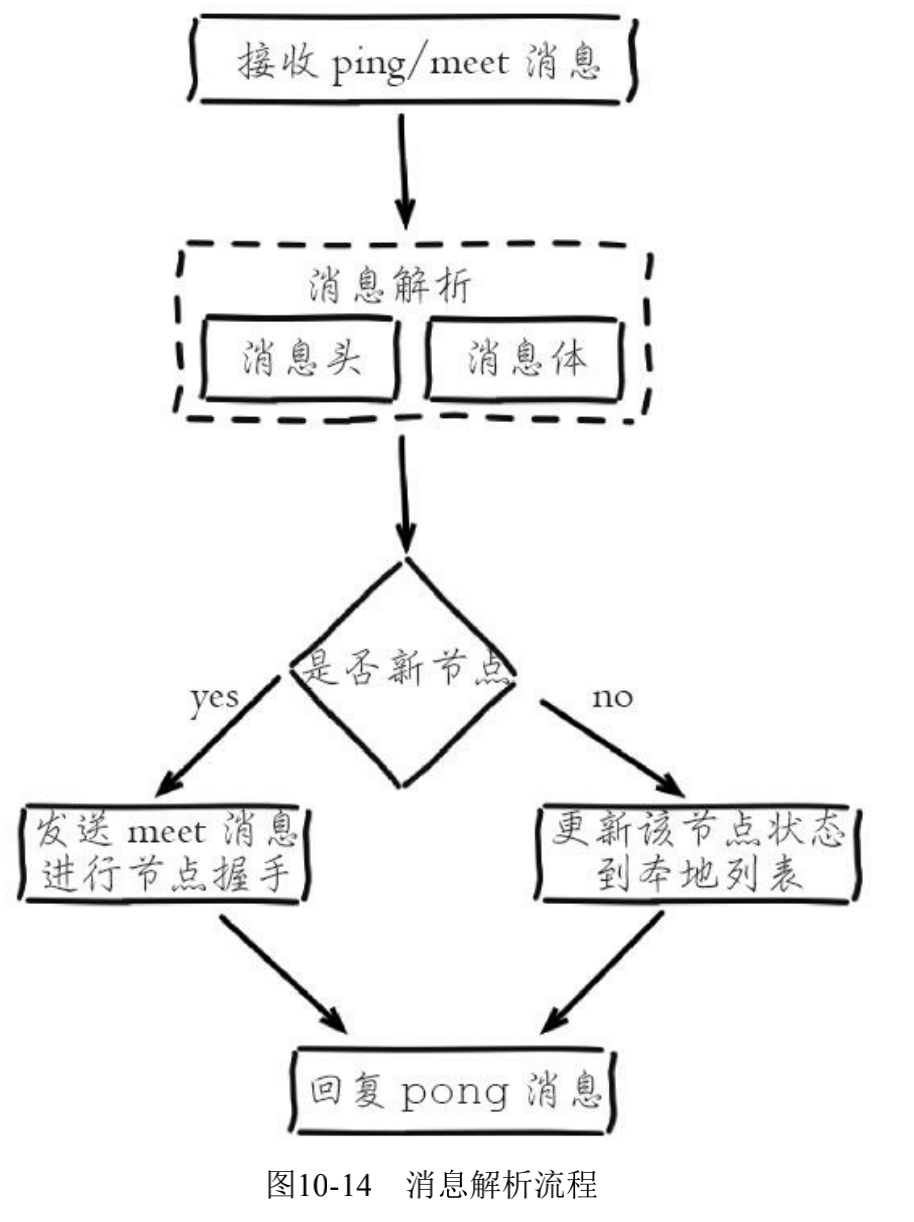 接收 ping/meet 消息
消息解析
消息头
消息体
是否新节点
yes
no
发送 meet 消息
进行节点握手
更新该节点状态
到本地列表
回复 pong 消息
图10-14 消息解析流程